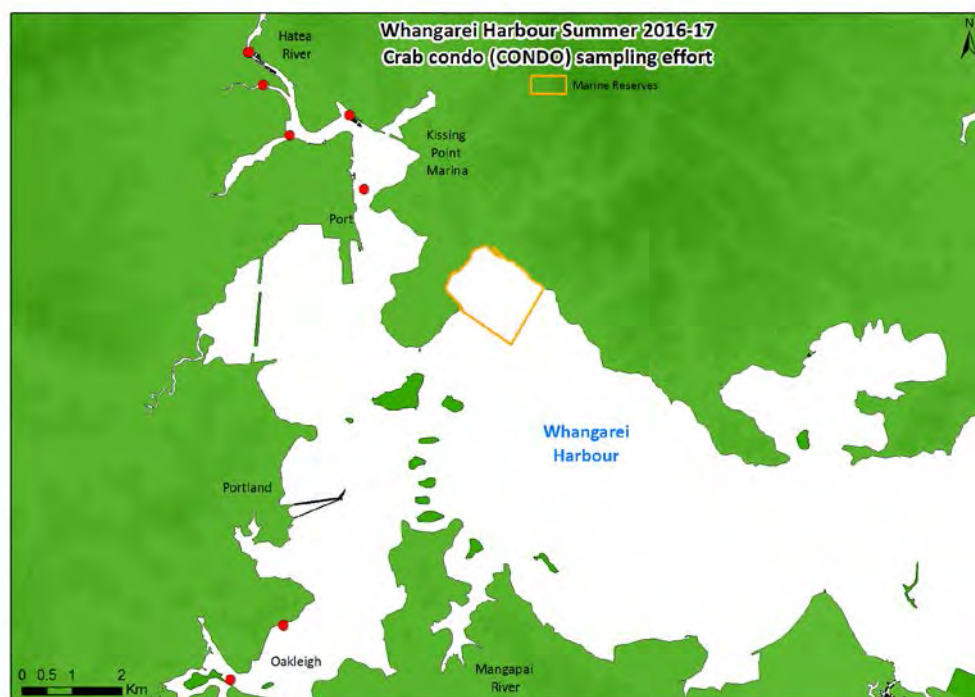 Whangarei Harbour Summer 2016-17
Crab condo (CONDO) sampling effort
Marine Reserves
N
Hatea
River
Kissing
Point
Marina
Port
Whangarei
Harbour
Portland
Oakleigh
Mangapai
River
0 0.5 1 2
Km